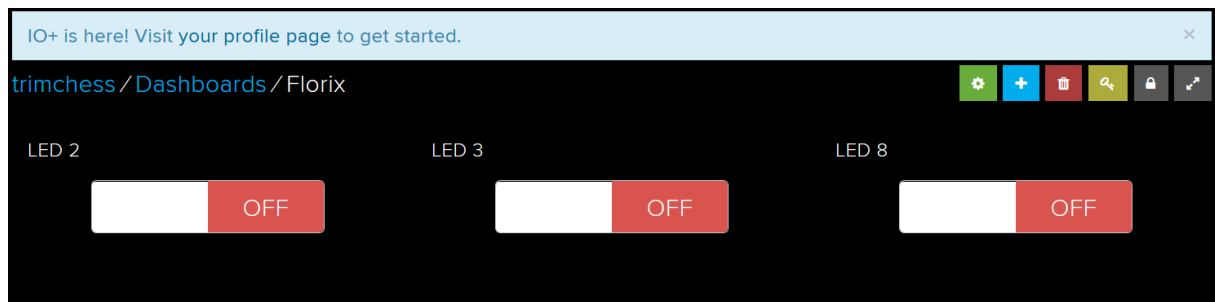 IO+ is here! Visit your profile page to get started. ×
trimchess / Dashboards / Florix
LED 2 LED 3 LED 8
OFF OFF OFF